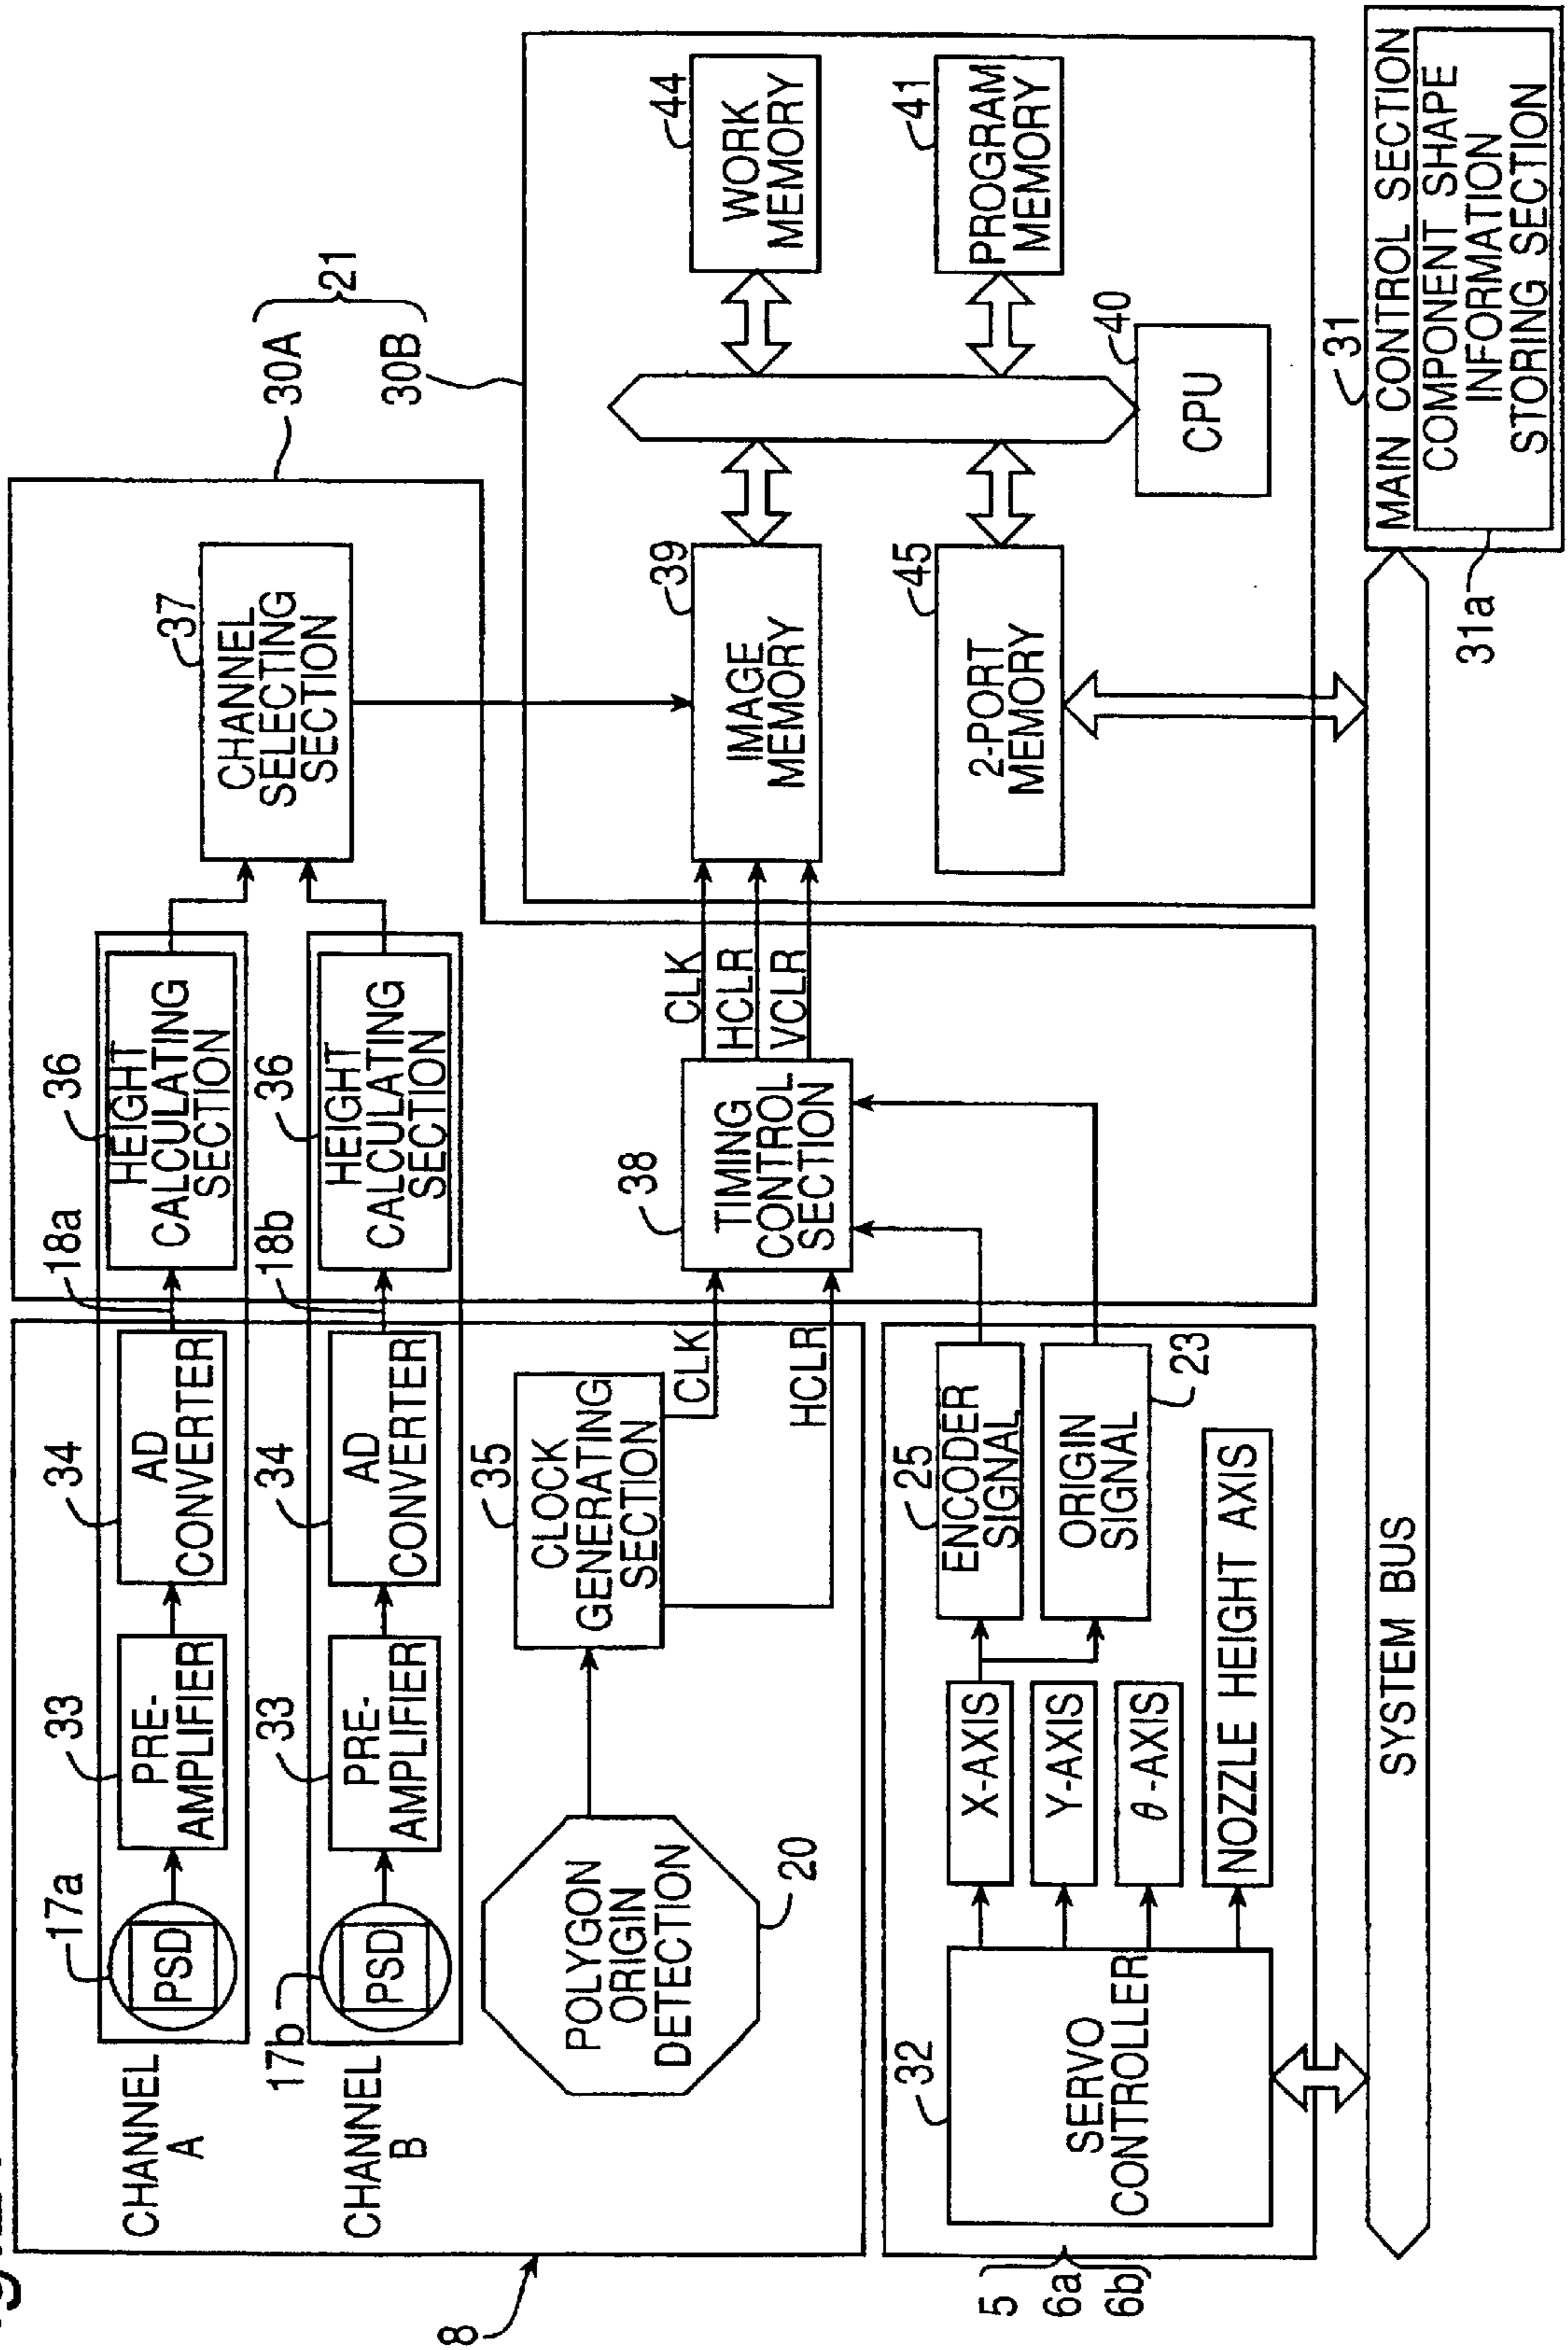 CHANNEL
A
17a
PSD
33
PRE-
AMPLIFIER
34
AD
CONVERTER
18a
36
HEIGHT
CALCULATING
SECTION
CHANNEL
B
17b
PSD
33
PRE-
AMPLIFIER
34
AD
CONVERTER
18b
36
HEIGHT
CALCULATING
SECTION
37
CHANNEL
SELECTING
SECTION
30A
30B
21
8
POLYGON
ORIGIN
DETECTION
20
35
CLOCK
GENERATING
SECTION
CLK
HCLR
38
TIMING
CONTROL
SECTION
CLK
HCLR
VCLR
39
IMAGE
MEMORY
44
WORK
MEMORY
45
2-PORT
MEMORY
41
PROGRAM
MEMORY
40
CPU
5
6a
6b
32
SERVO
CONTROLLER
X-AXIS
Y-AXIS
θ-AXIS
NOZZLE HEIGHT AXIS
25
ENCODER
SIGNAL
ORIGIN
SIGNAL
23
SYSTEM BUS
31
MAIN CONTROL SECTION
COMPONENT SHAPE
INFORMATION
STORING SECTION
31a